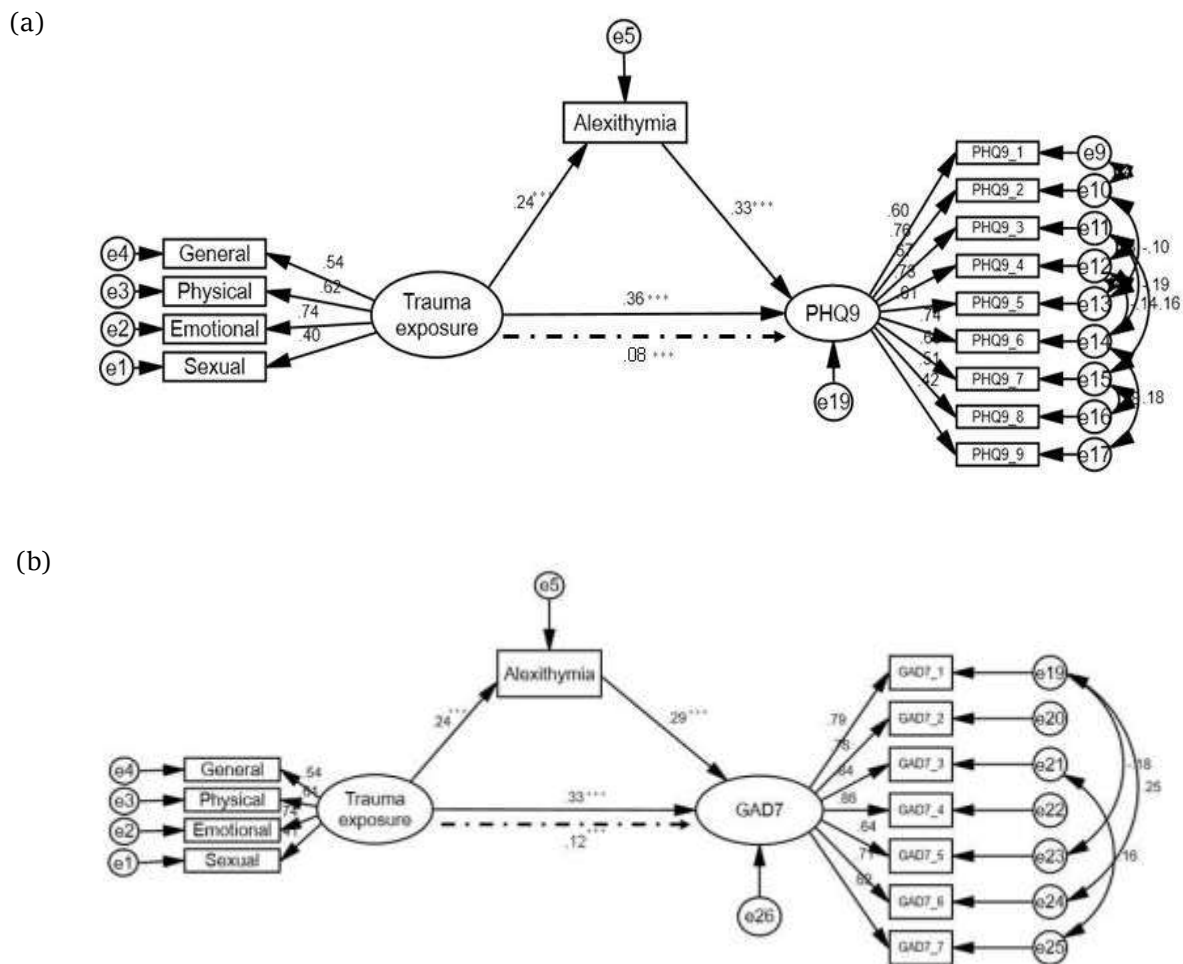 (a)
e5
Alexithymia
.24***
.33***
e4
General
e3
Physical
e2
Emotional
e1
Sexual
.54
.62
.74
.40
Trauma
exposure
.36 ***
.08 ***
PHQ9
e19
.60
.76
.73
.74
.51
.42
PHQ9_1
e9
PHQ9_2
e10
PHQ9_3
e11
PHQ9_4
e12
PHQ9_5
e13
PHQ9_6
e14
PHQ9_7
e15
PHQ9_8
e16
PHQ9_9
e17
-.10
.19
.14
.16
.18
(b)
e5
Alexithymia
.24***
.29***
e4
General
e3
Physical
e2
Emotional
e1
Sexual
.54
Trauma
exposure
.33***
.12***
GAD7
e26
.79
.78
.86
.64
.71
GAD7_1
e19
GAD7_2
e20
GAD7_3
e21
GAD7_4
e22
GAD7_5
e23
GAD7_6
e24
GAD7_7
e25
-.18
.25
.16